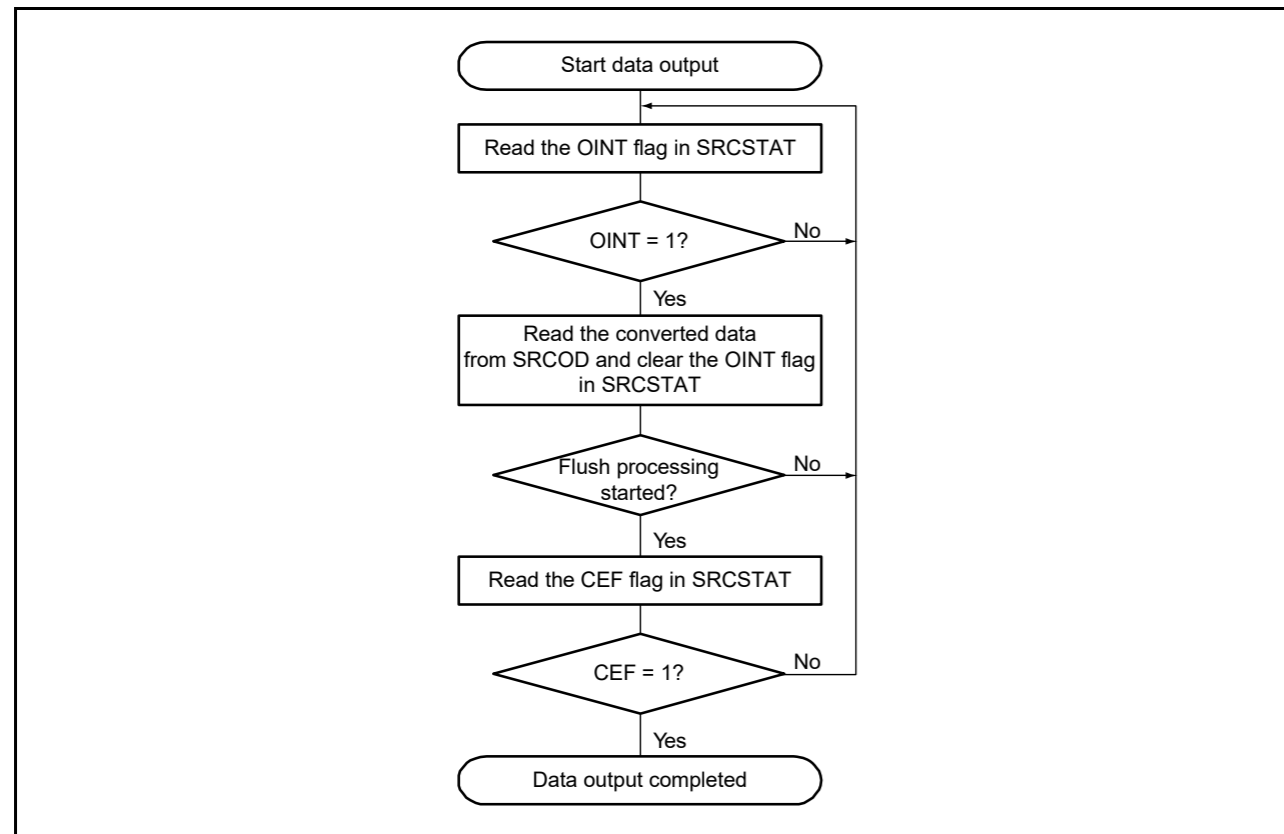 Start data output
Read the OINT flag in SRCSTAT
OINT = 1?
No
Yes
Read the converted data
from SRCOD and clear the OINT flag
in SRCSTAT
Flush processing
started?
No
Yes
Read the CEF flag in SRCSTAT
CEF = 1?
No
Yes
Data output completed